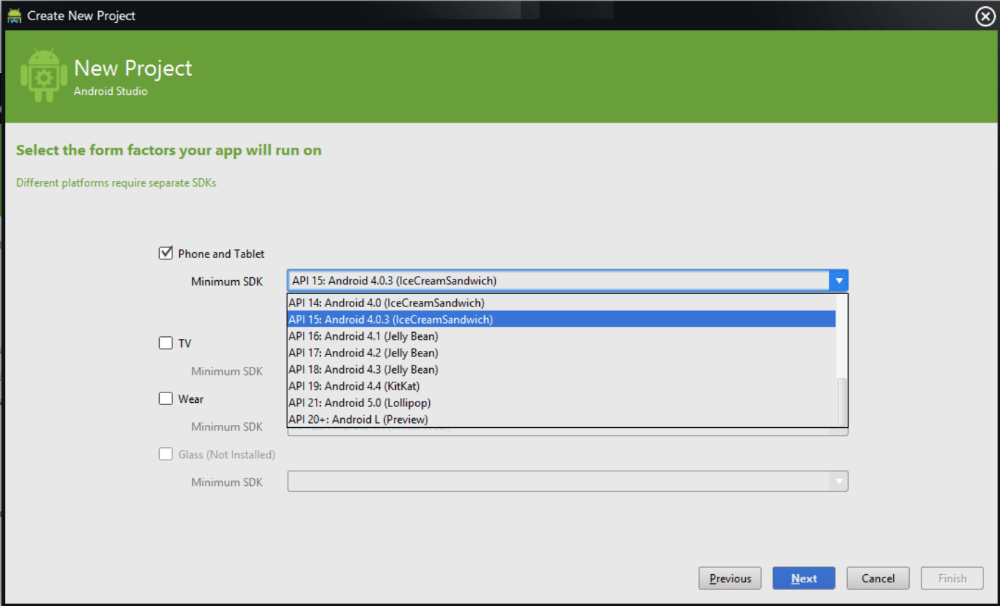 Create New Project
New Project
Android Studio
Select the form factors your app will run on
Different platforms require separate SDKs
Phone and Tablet
Minimum SDK
API 15: Android 4.0.3 (IceCreamSandwich)
API 14: Android 4.0 (IceCreamSandwich)
API 15: Android 4.0.3 (IceCreamSandwich)
API 16: Android 4.1 (Jelly Bean)
API 17: Android 4.2 (Jelly Bean)
API 18: Android 4.3 (Jelly Bean)
API 19: Android 4.4 (KitKat)
API 21: Android 5.0 (Lollipop)
API 20+: Android L (Preview)
TV
Minimum SDK
Wear
Minimum SDK
Glass (Not Installed)
Minimum SDK
Previous
Next
Cancel
Finish